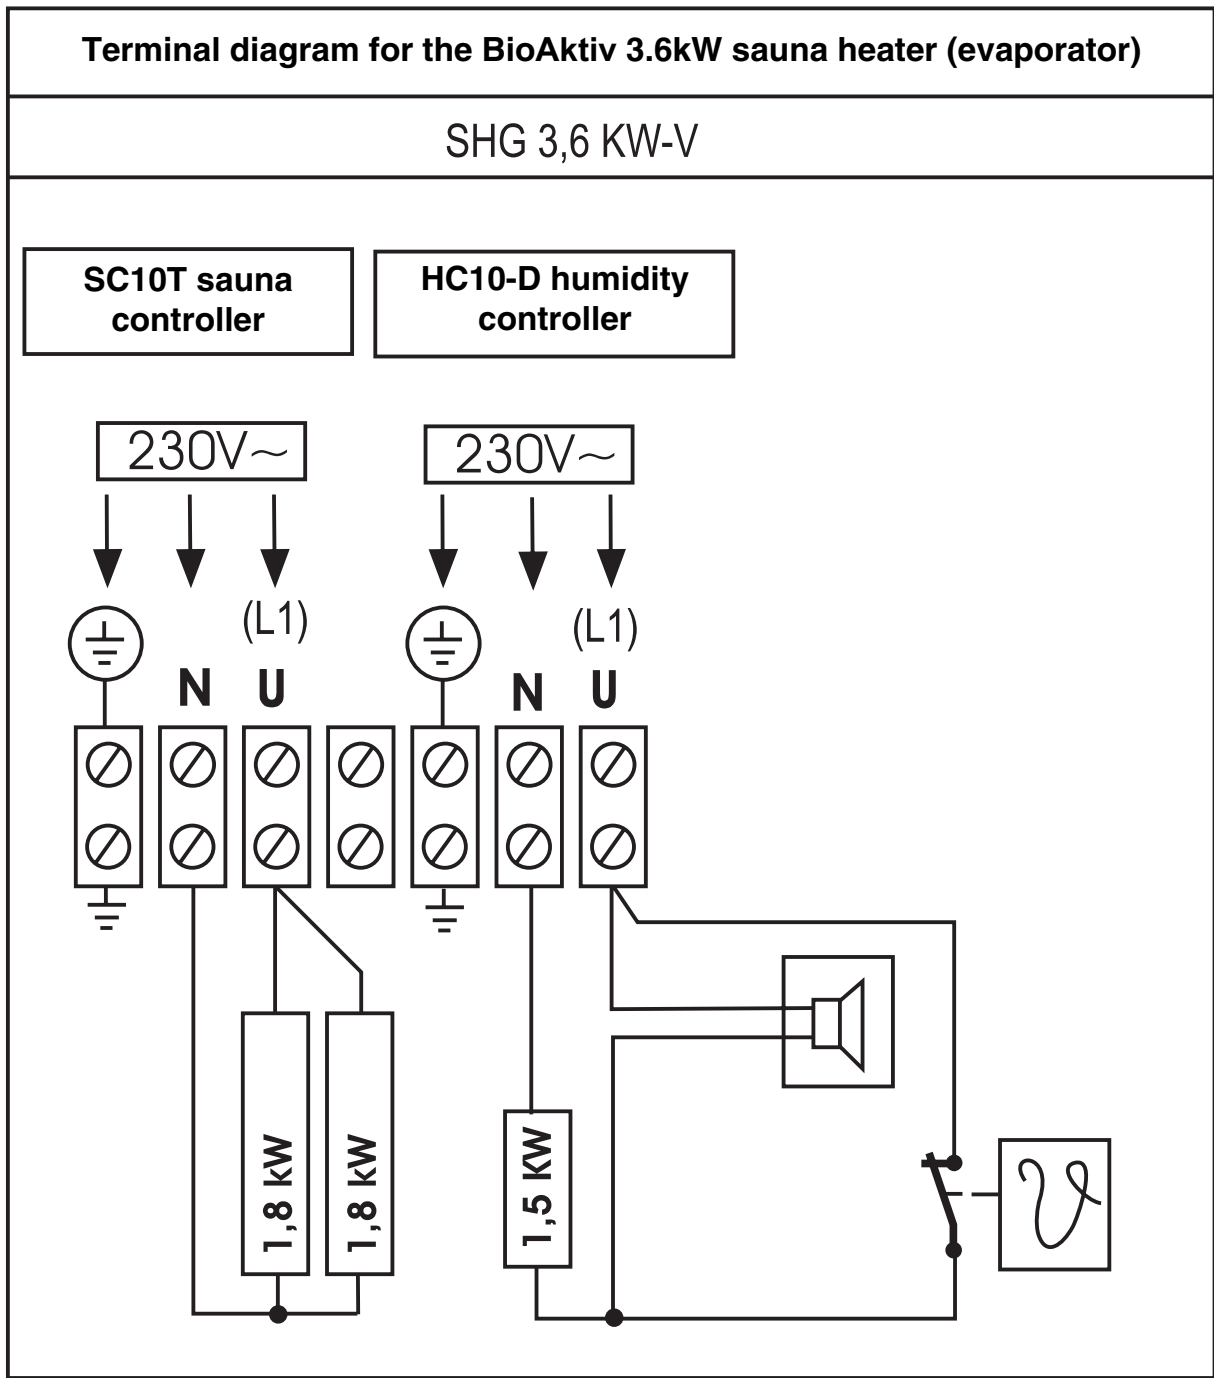 Terminal diagram for the BioAktiv 3.6kW sauna heater (evaporator)
SHG 3,6 KW-V
SC10T sauna
controller
HC10-D humidity
controller
230V~
230V~
(L1)
N U
(L1)
N U
1,8 kW
1,8 kW
1,5 KW
ϑ